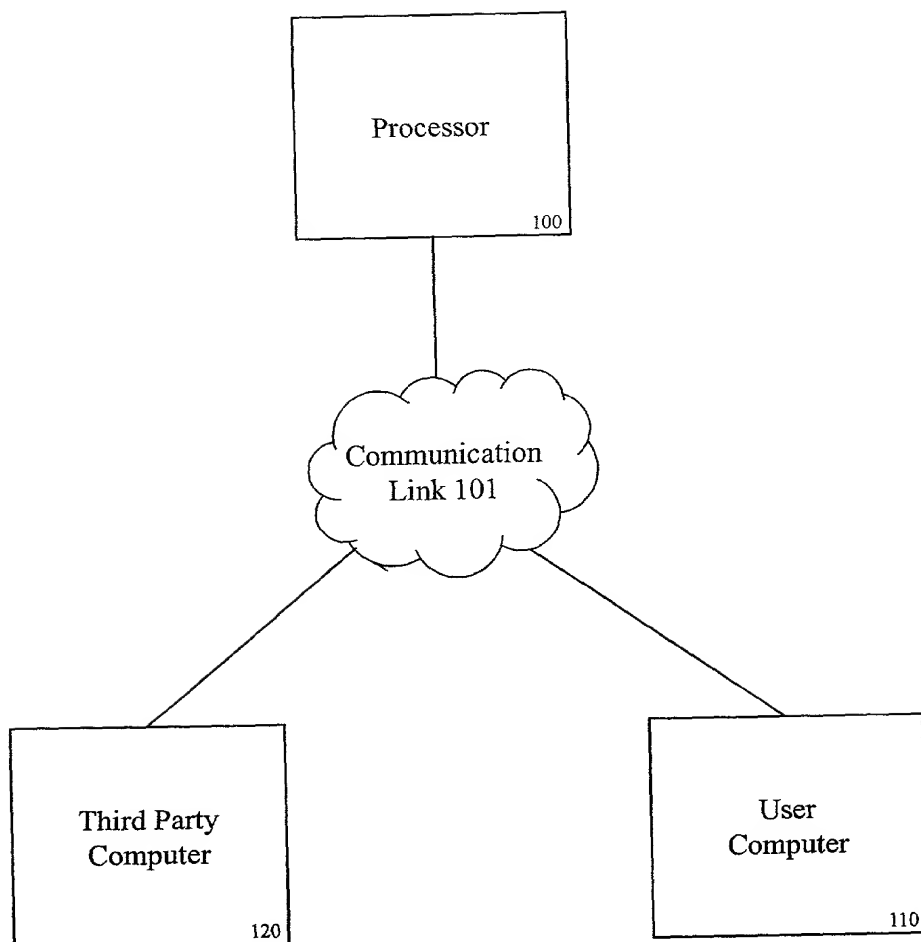 Processor
100
Communication
Link 101
Third Party
Computer
120
User
Computer
110